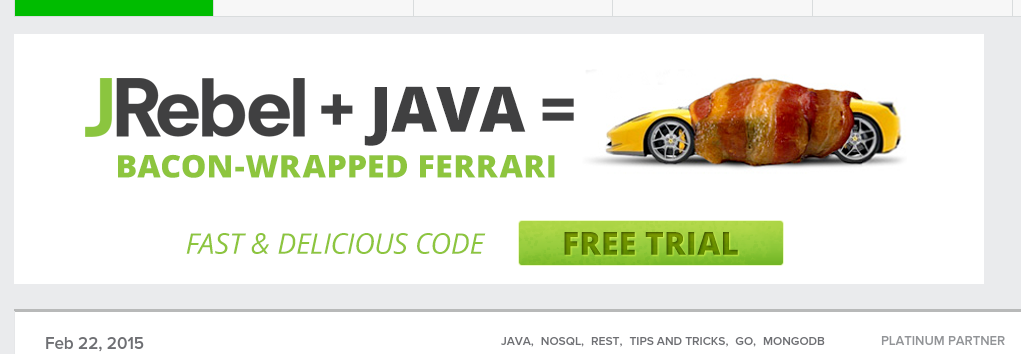 JRebel + JAVA =
BACON-WRAPPED FERRARI
FAST & DELICIOUS CODE
FREE TRIAL
Feb 22, 2015
JAVA, NOSQL, REST, TIPS AND TRICKS, GO, MONGODB
PLATINUM PARTNER